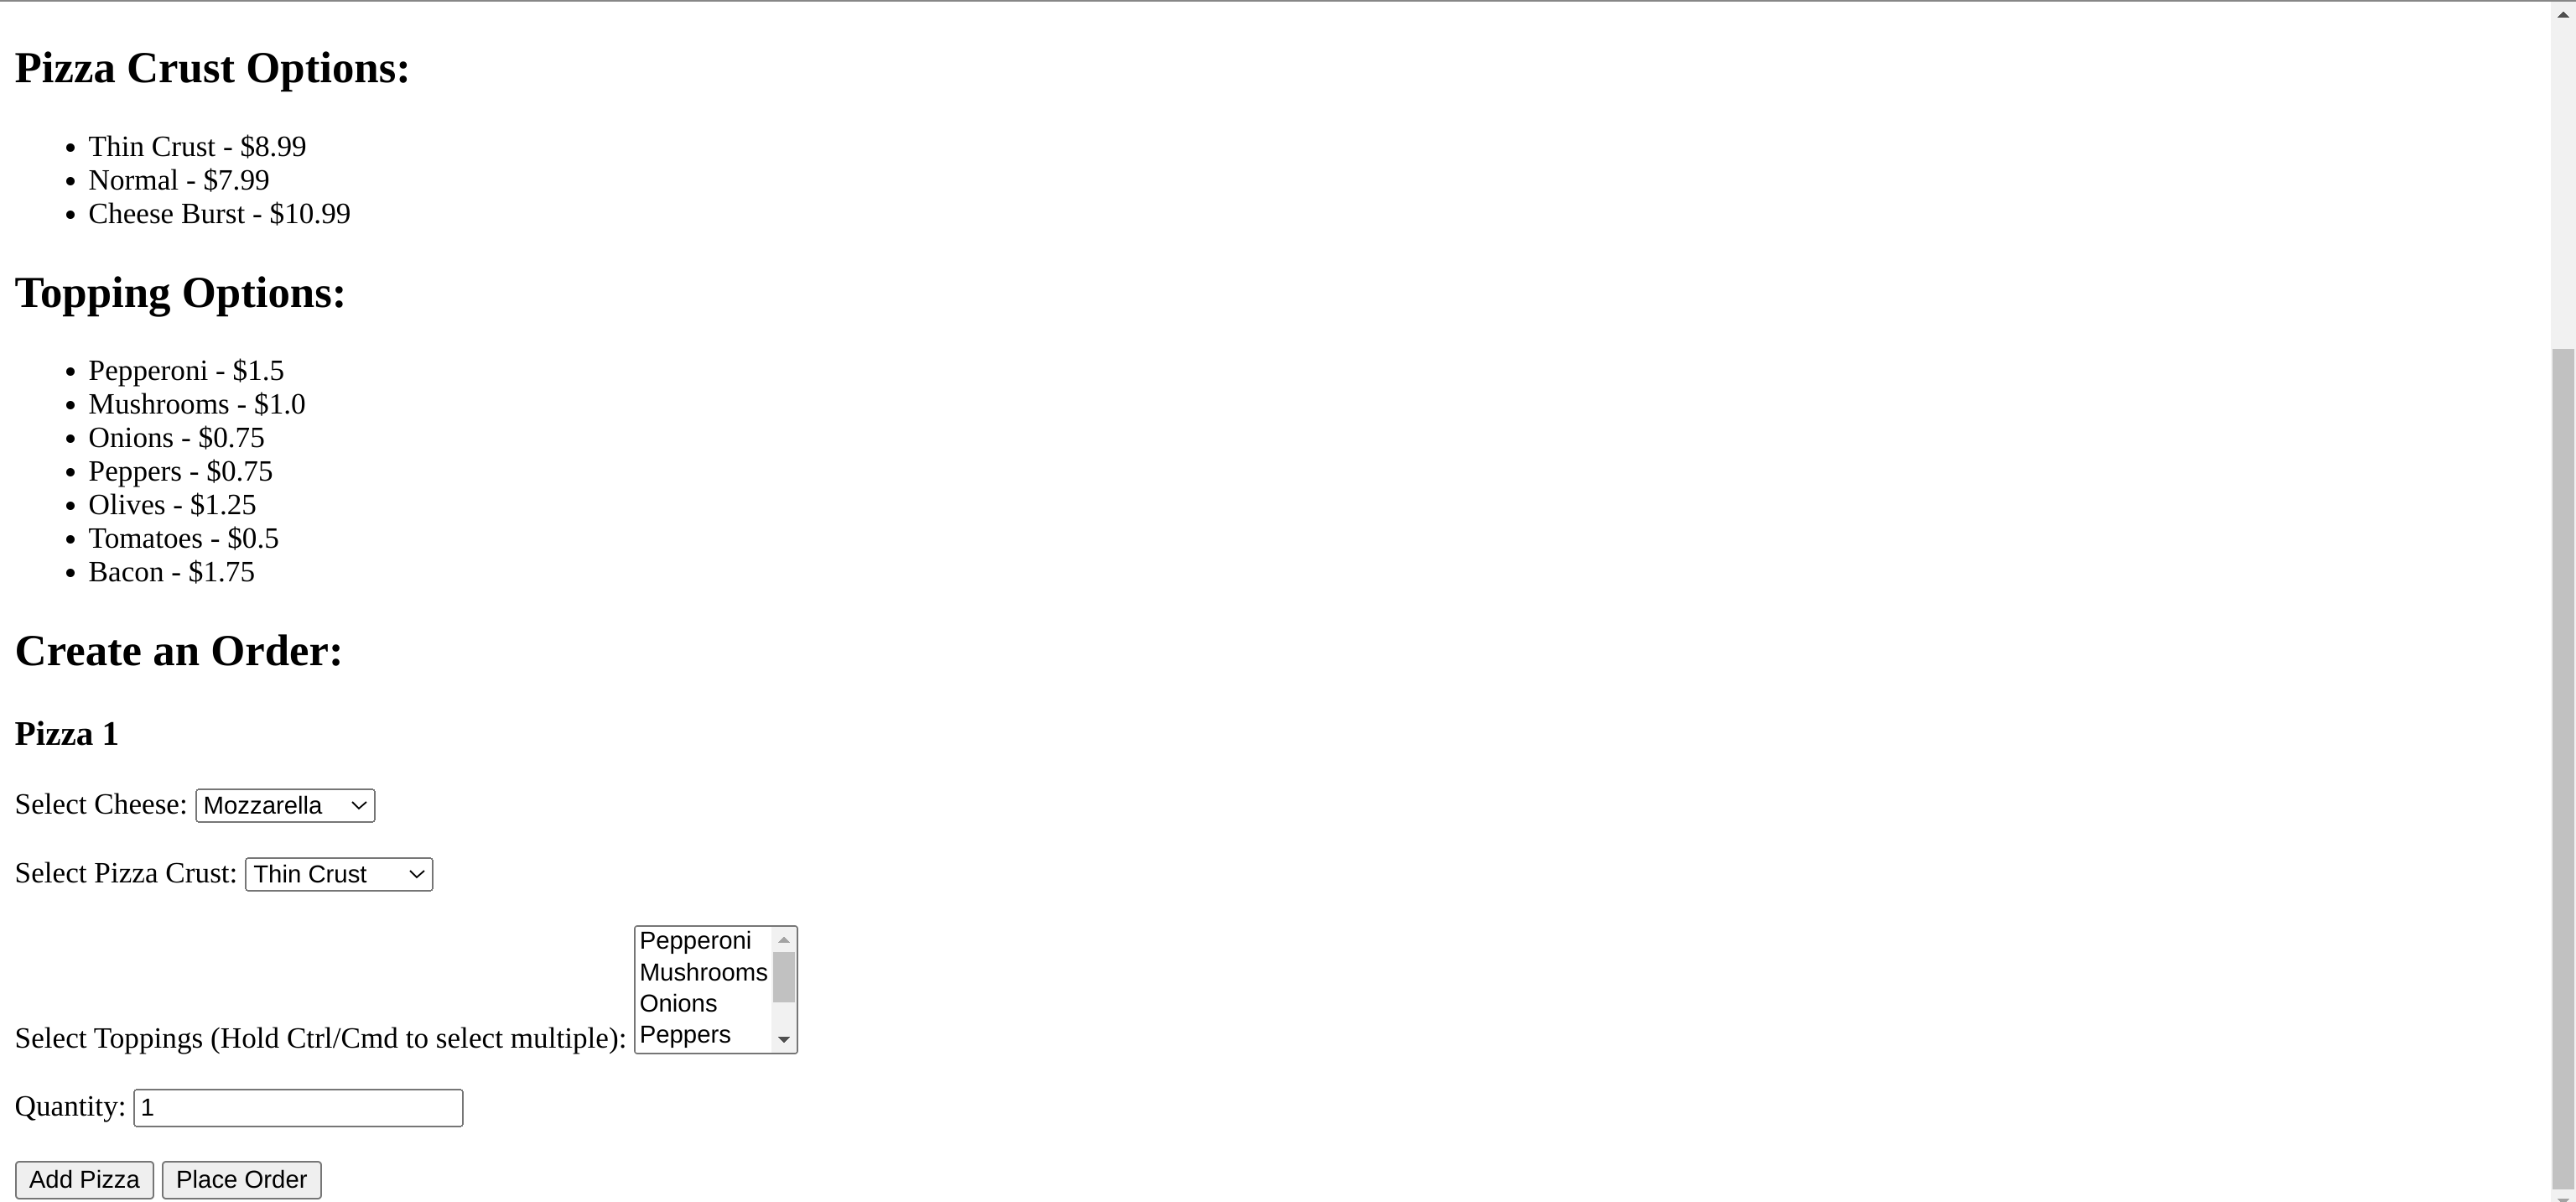 Pizza Crust Options:
Thin Crust - $8.99
Normal - $7.99
Cheese Burst - $10.99
Topping Options:
Pepperoni - $1.5
Mushrooms - $1.0
Onions - $0.75
Peppers - $0.75
Olives - $1.25
Tomatoes - $0.5
Bacon - $1.75
Create an Order:
Pizza 1
Select Cheese: Mozzarella
Select Pizza Crust: Thin Crust
Pepperoni
Mushrooms
Onions
Peppers
Select Toppings (Hold Ctrl/Cmd to select multiple):
Quantity: 1
Add Pizza Place Order